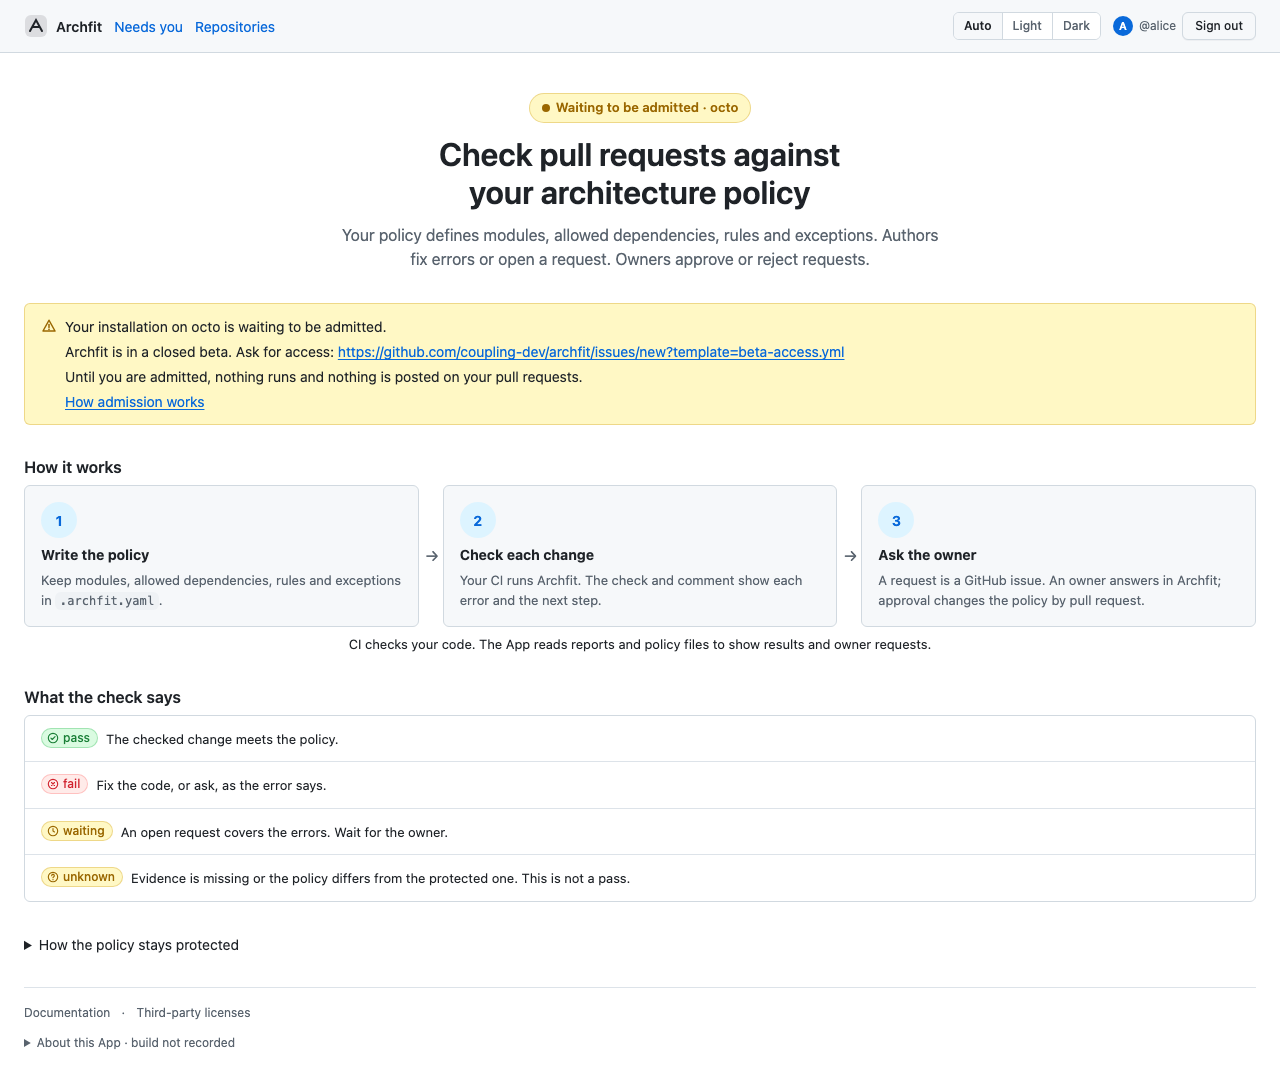 Archfit Needs you Repositories Auto Light Dark A @alice Sign out
Waiting to be admitted · octo
Check pull requests against
your architecture policy
Your policy defines modules, allowed dependencies, rules and exceptions. Authors
fix errors or open a request. Owners approve or reject requests.
Your installation on octo is waiting to be admitted.
Archfit is in a closed beta. Ask for access: https://github.com/coupling-dev/archfit/issues/new?template=beta-access.yml
Until you are admitted, nothing runs and nothing is posted on your pull requests.
How admission works
How it works
1
Write the policy
Keep modules, allowed dependencies, rules and exceptions
in .archfit.yaml.
→
2
Check each change
Your CI runs Archfit. The check and comment show each
error and the next step.
→
3
Ask the owner
A request is a GitHub issue. An owner answers in Archfit;
approval changes the policy by pull request.
CI checks your code. The App reads reports and policy files to show results and owner requests.
What the check says
pass The checked change meets the policy.
fail Fix the code, or ask, as the error says.
waiting An open request covers the errors. Wait for the owner.
unknown Evidence is missing or the policy differs from the protected one. This is not a pass.
How the policy stays protected
Documentation · Third-party licenses
About this App · build not recorded